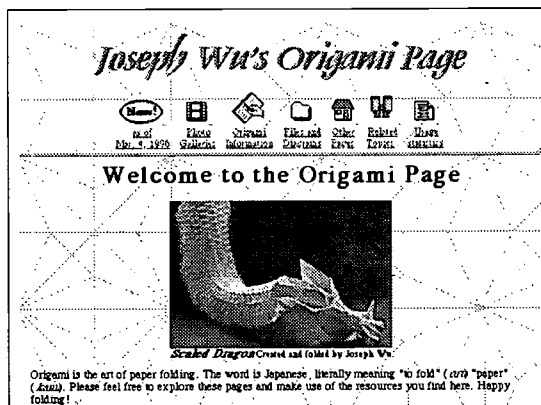 Joseph Wu's Origami Page
News!
as of Photo Origami Files and Other Related Usage
Mar. 4, 1996 Galleries Information Diagrams Pages Topics statistics
Welcome to the Origami Page
Scaled Dragon Created and folded by Joseph Wu.
Origami is the art of paper folding. The word is Japanese, literally meaning "to fold" (oru) "paper"
(kami). Please feel free to explore these pages and make use of the resources you find here. Happy
folding!